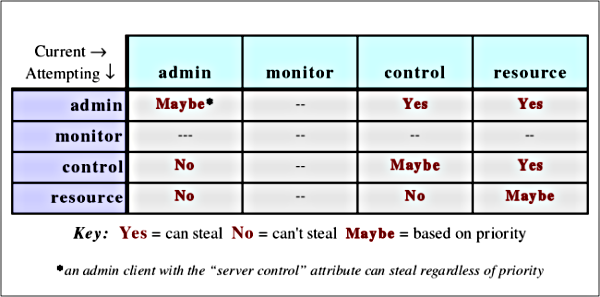 Current →
Attempting ↓
admin monitor control resource
admin Maybe* -- Yes Yes
monitor --- -- -- --
control No -- Maybe Yes
resource No -- No Maybe
Key: Yes = can steal No = can't steal Maybe = based on priority
*an admin client with the “server control” attribute can steal regardless of priority